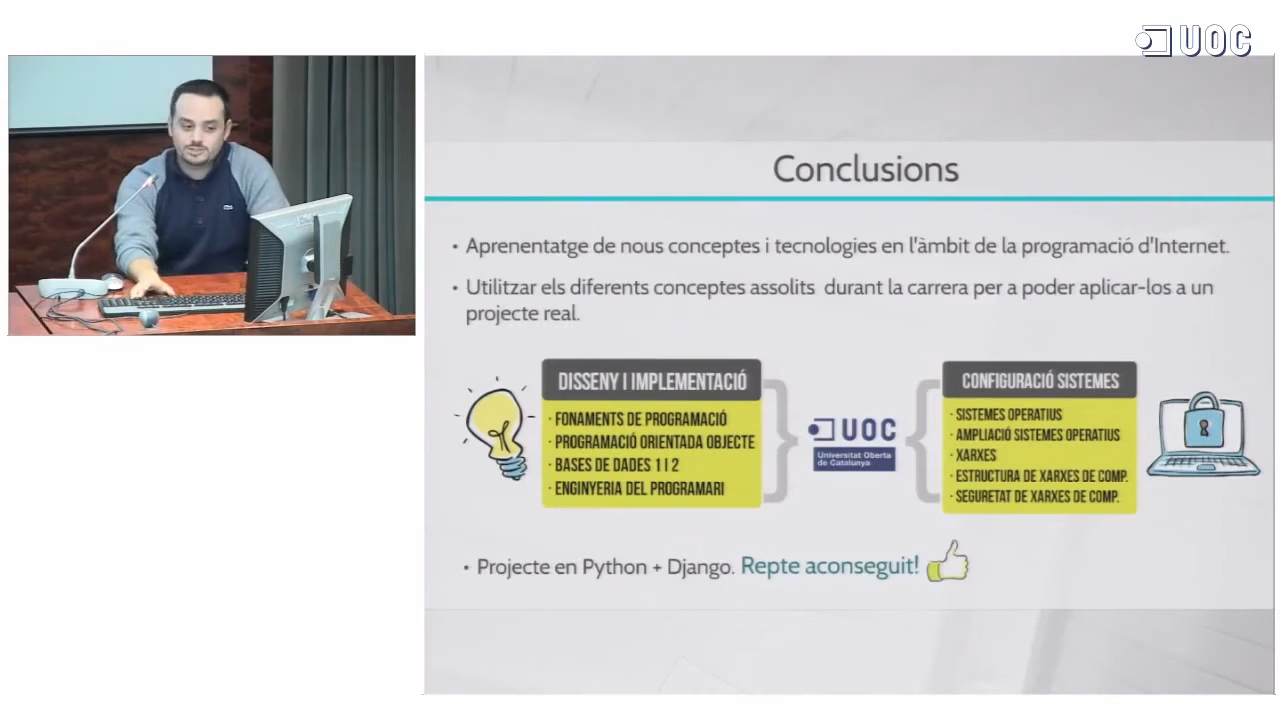 UOC
Conclusions
· Aprenentatge de nous conceptes i tecnologies en l'àmbit de la programació d'Internet.
· Utilitzar els diferents conceptes assolits durant la carrera per a poder aplicar-los a un
projecte real.
DISSENY I IMPLEMENTACIÓ
· FONAMENTS DE PROGRAMACIÓ
· PROGRAMACIÓ ORIENTADA OBJECTE
· BASES DE DADES 1 I 2
· ENGINYERIA DEL PROGRAMARI
UOC
Universitat Oberta
de Catalunya
CONFIGURACIÓ SISTEMES
· SISTEMES OPERATIUS
· AMPLIACIÓ SISTEMES OPERATIUS
· XARXES
· ESTRUCTURA DE XARXES DE COMP.
· SEGURETAT DE XARXES DE COMP.
· Projecte en Python + Django. Repte aconseguit!